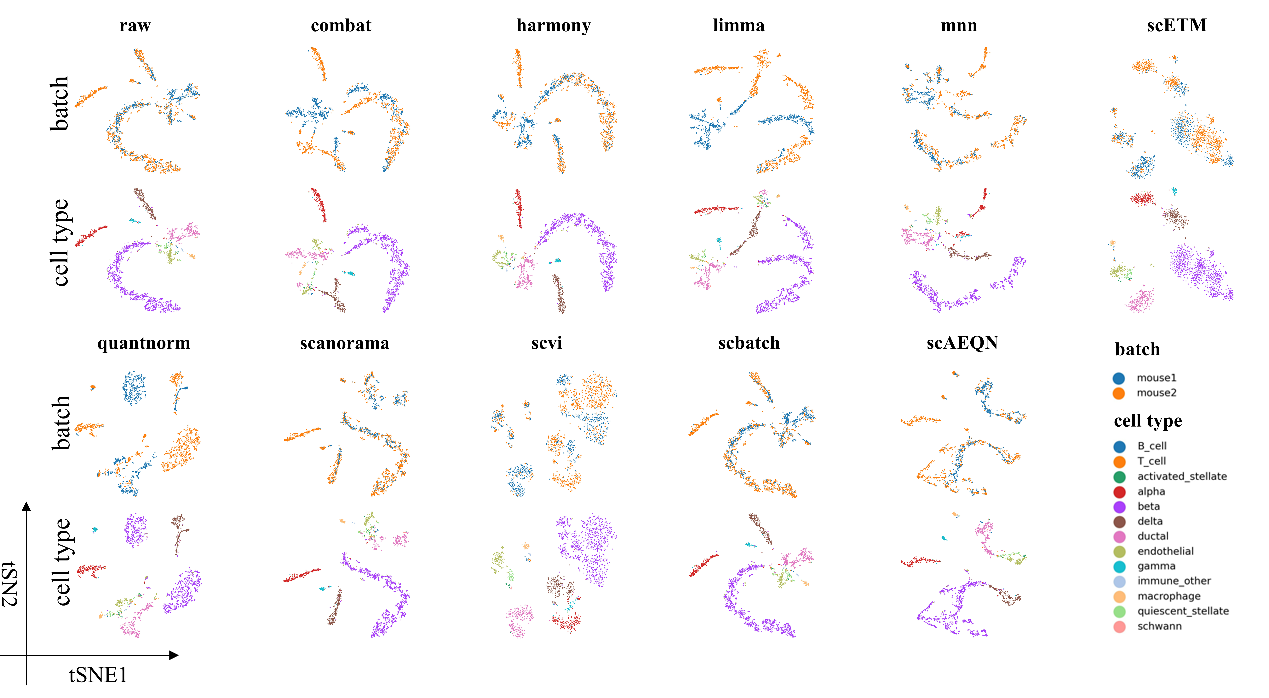 raw combat harmony limma mnn scETM
batch
cell type
quantnorm scanorama scvi scbatch scAEQN
batch
cell type
batch
mouse1
mouse2
cell type
B_cell
T_cell
activated_stellate
alpha
beta
delta
ductal
endothelial
gamma
immune_other
macrophage
quiescent_stellate
schwann
tSN2
tSNE1